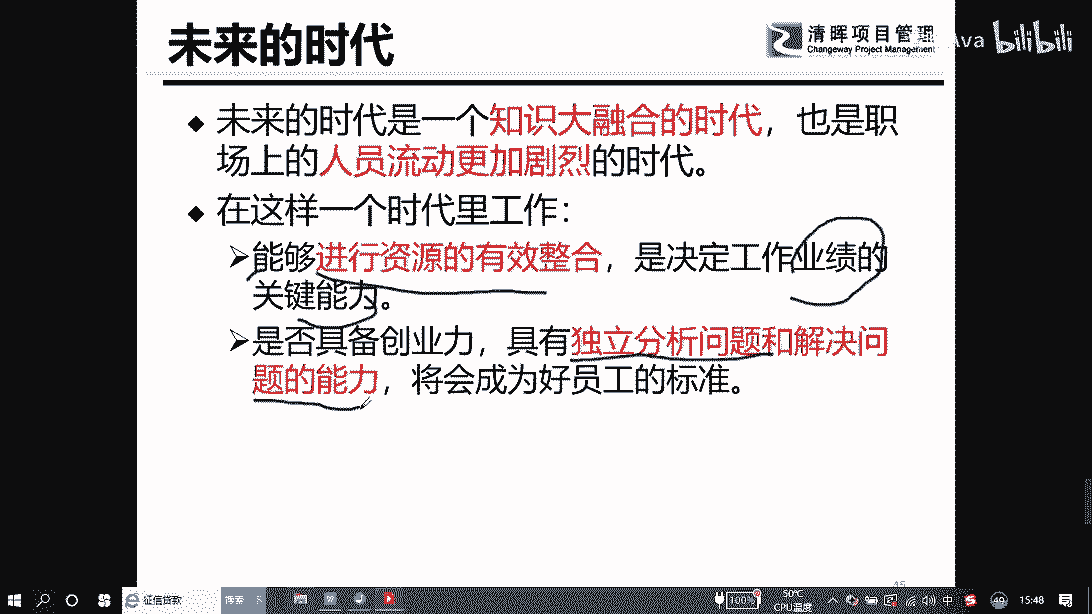 未来的时代
清晖项目管理
Changeway Project Management
Ava bilibili
◆ 未来的时代是一个知识大融合的时代，也是职
场上的人员流动更加剧烈的时代。
◆ 在这样一个时代里工作：
➢能够进行资源的有效整合，是决定工作业绩的
关键能力。
➢是否具备创业力，具有独立分析问题和解决问
题的能力，将会成为好员工的标准。
45
征信贷款
搜索
100%
50℃
CPU温度
中
49
15:48